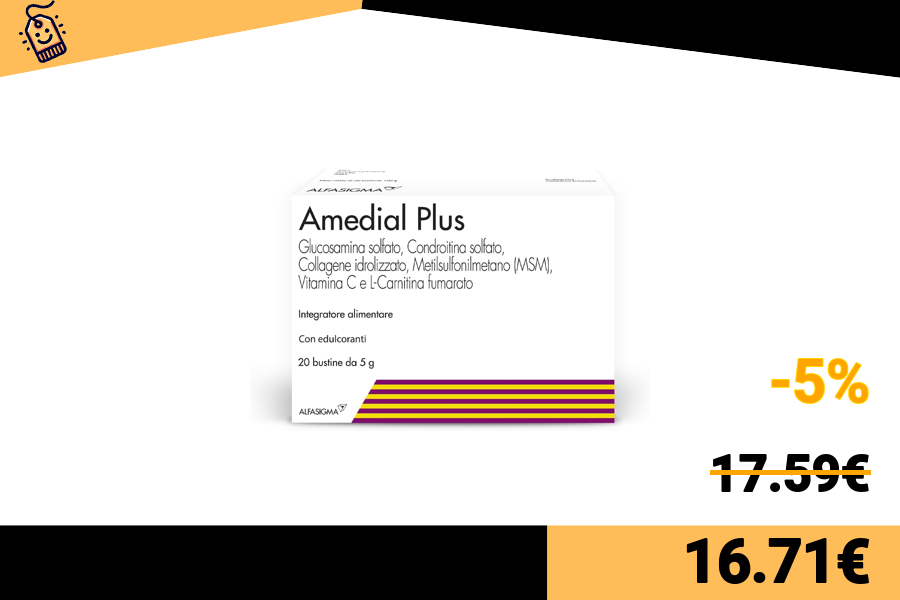 ALFASIGMA
Amedial Plus
Glucosamina solfato, Condroitina solfato,
Collagene idrolizzato, Metilsulfonilmetano (MSM),
Vitamina C e L-Carnitina fumarato
Integratore alimentare
Con edulcoranti
20 bustine da 5 g
ALFASIGMA
-5%
17.59€
16.71€